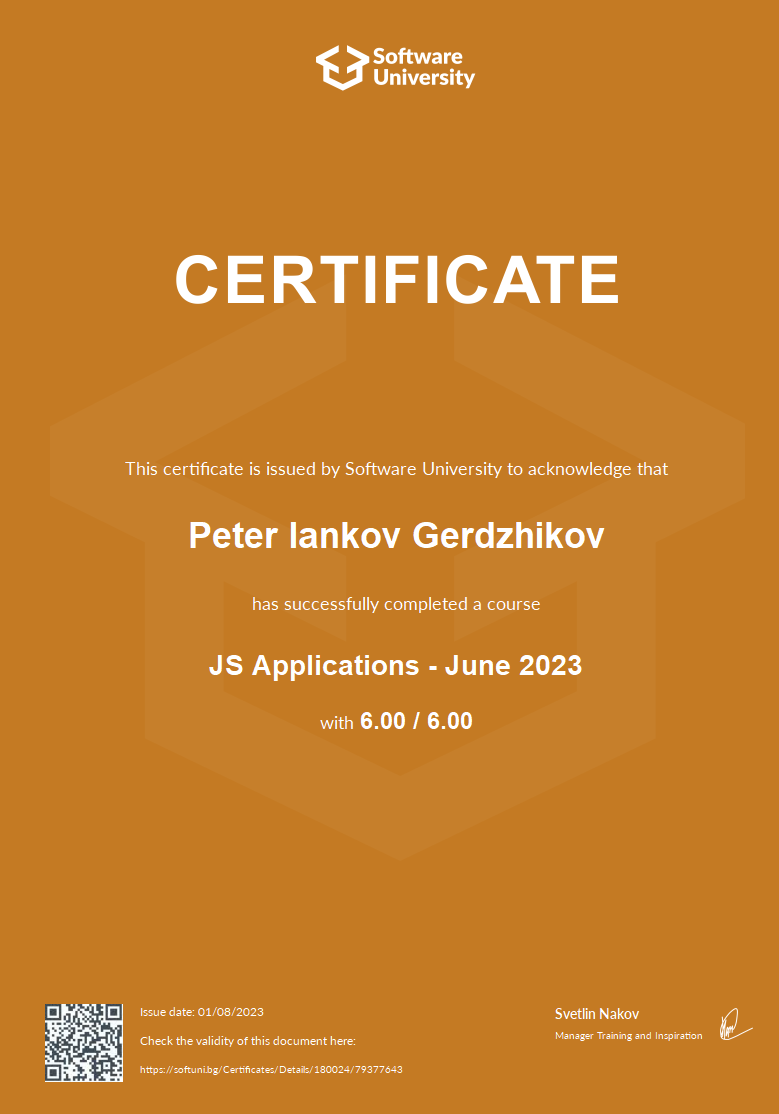 Software
University
CERTIFICATE
This certificate is issued by Software University to acknowledge that
Peter Iankov Gerdzhikov
has successfully completed a course
JS Applications - June 2023
with 6.00 / 6.00
Issue date: 01/08/2023
Check the validity of this document here:
https://softuni.bg/Certificates/Details/180024/79377643
Svetlin Nakov
Manager Training and Inspiration